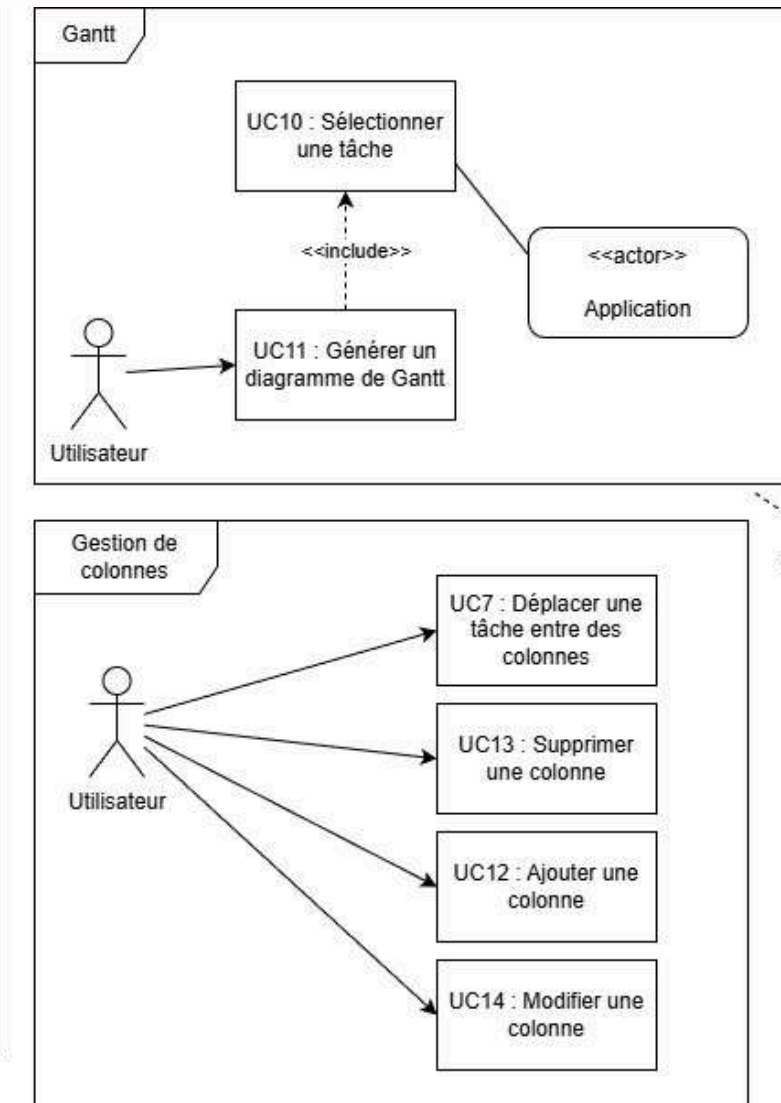 Gantt
UC10 : Sélectionner
une tâche
<<include>>
<<actor>>
Application
UC11 : Générer un
diagramme de Gantt
Utilisateur
Gestion de
colonnes
UC7 : Déplacer une
tâche entre des
colonnes
UC13 : Supprimer
une colonne
Utilisateur
UC12 : Ajouter une
colonne
UC14 : Modifier une
colonne